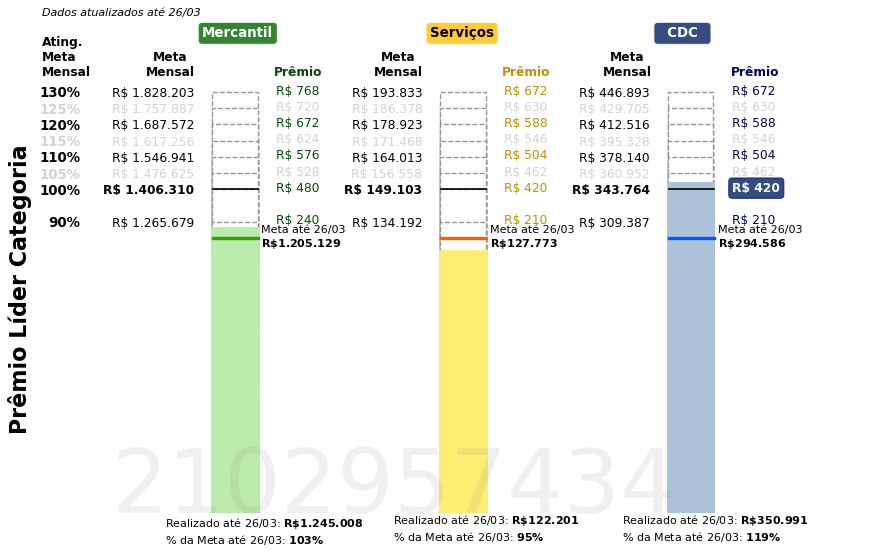 Dados atualizados até 26/03
Mercantil Serviços CDC
Ating. Meta Mensal Meta Mensal Prêmio Meta Mensal Prêmio Meta Mensal Prêmio
130% R$ 1.828.203 R$ 768 R$ 193.833 R$ 672 R$ 446.893 R$ 672
125% R$ 1.757.887 R$ 720 R$ 186.378 R$ 630 R$ 429.705 R$ 630
120% R$ 1.687.572 R$ 672 R$ 178.923 R$ 588 R$ 412.516 R$ 588
115% R$ 1.617.256 R$ 624 R$ 171.468 R$ 546 R$ 395.328 R$ 546
110% R$ 1.546.941 R$ 576 R$ 164.013 R$ 504 R$ 378.140 R$ 504
105% R$ 1.476.625 R$ 528 R$ 156.558 R$ 462 R$ 360.952 R$ 462
100% R$ 1.406.310 R$ 480 R$ 149.103 R$ 420 R$ 343.764 R$ 420
90% R$ 1.265.679 R$ 240 R$ 134.192 R$ 210 R$ 309.387 R$ 210
Meta até 26/03 Meta até 26/03 Meta até 26/03
R$1.205.129 R$127.773 R$294.586
Prêmio Líder Categoria
2102957434
Realizado até 26/03: R$1.245.008 Realizado até 26/03: R$122.201 Realizado até 26/03: R$350.991
% da Meta até 26/03: 103% % da Meta até 26/03: 95% % da Meta até 26/03: 119%